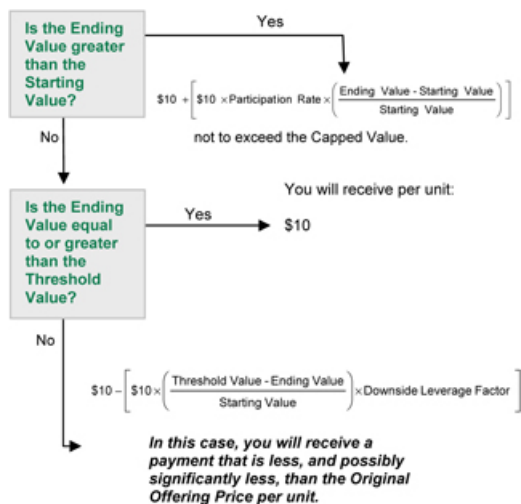 Is the Ending
Value greater
than the
Starting
Value?
Yes
$10 + [$10 × Participation Rate × (Ending Value - Starting Value / Starting Value)]
not to exceed the Capped Value.
No
You will receive per unit:
Is the Ending
Value equal
to or greater
than the
Threshold
Value?
Yes
$10
No
$10 – [$10 × (Threshold Value - Ending Value / Starting Value) × Downside Leverage Factor]
In this case, you will receive a
payment that is less, and possibly
significantly less, than the Original
Offering Price per unit.